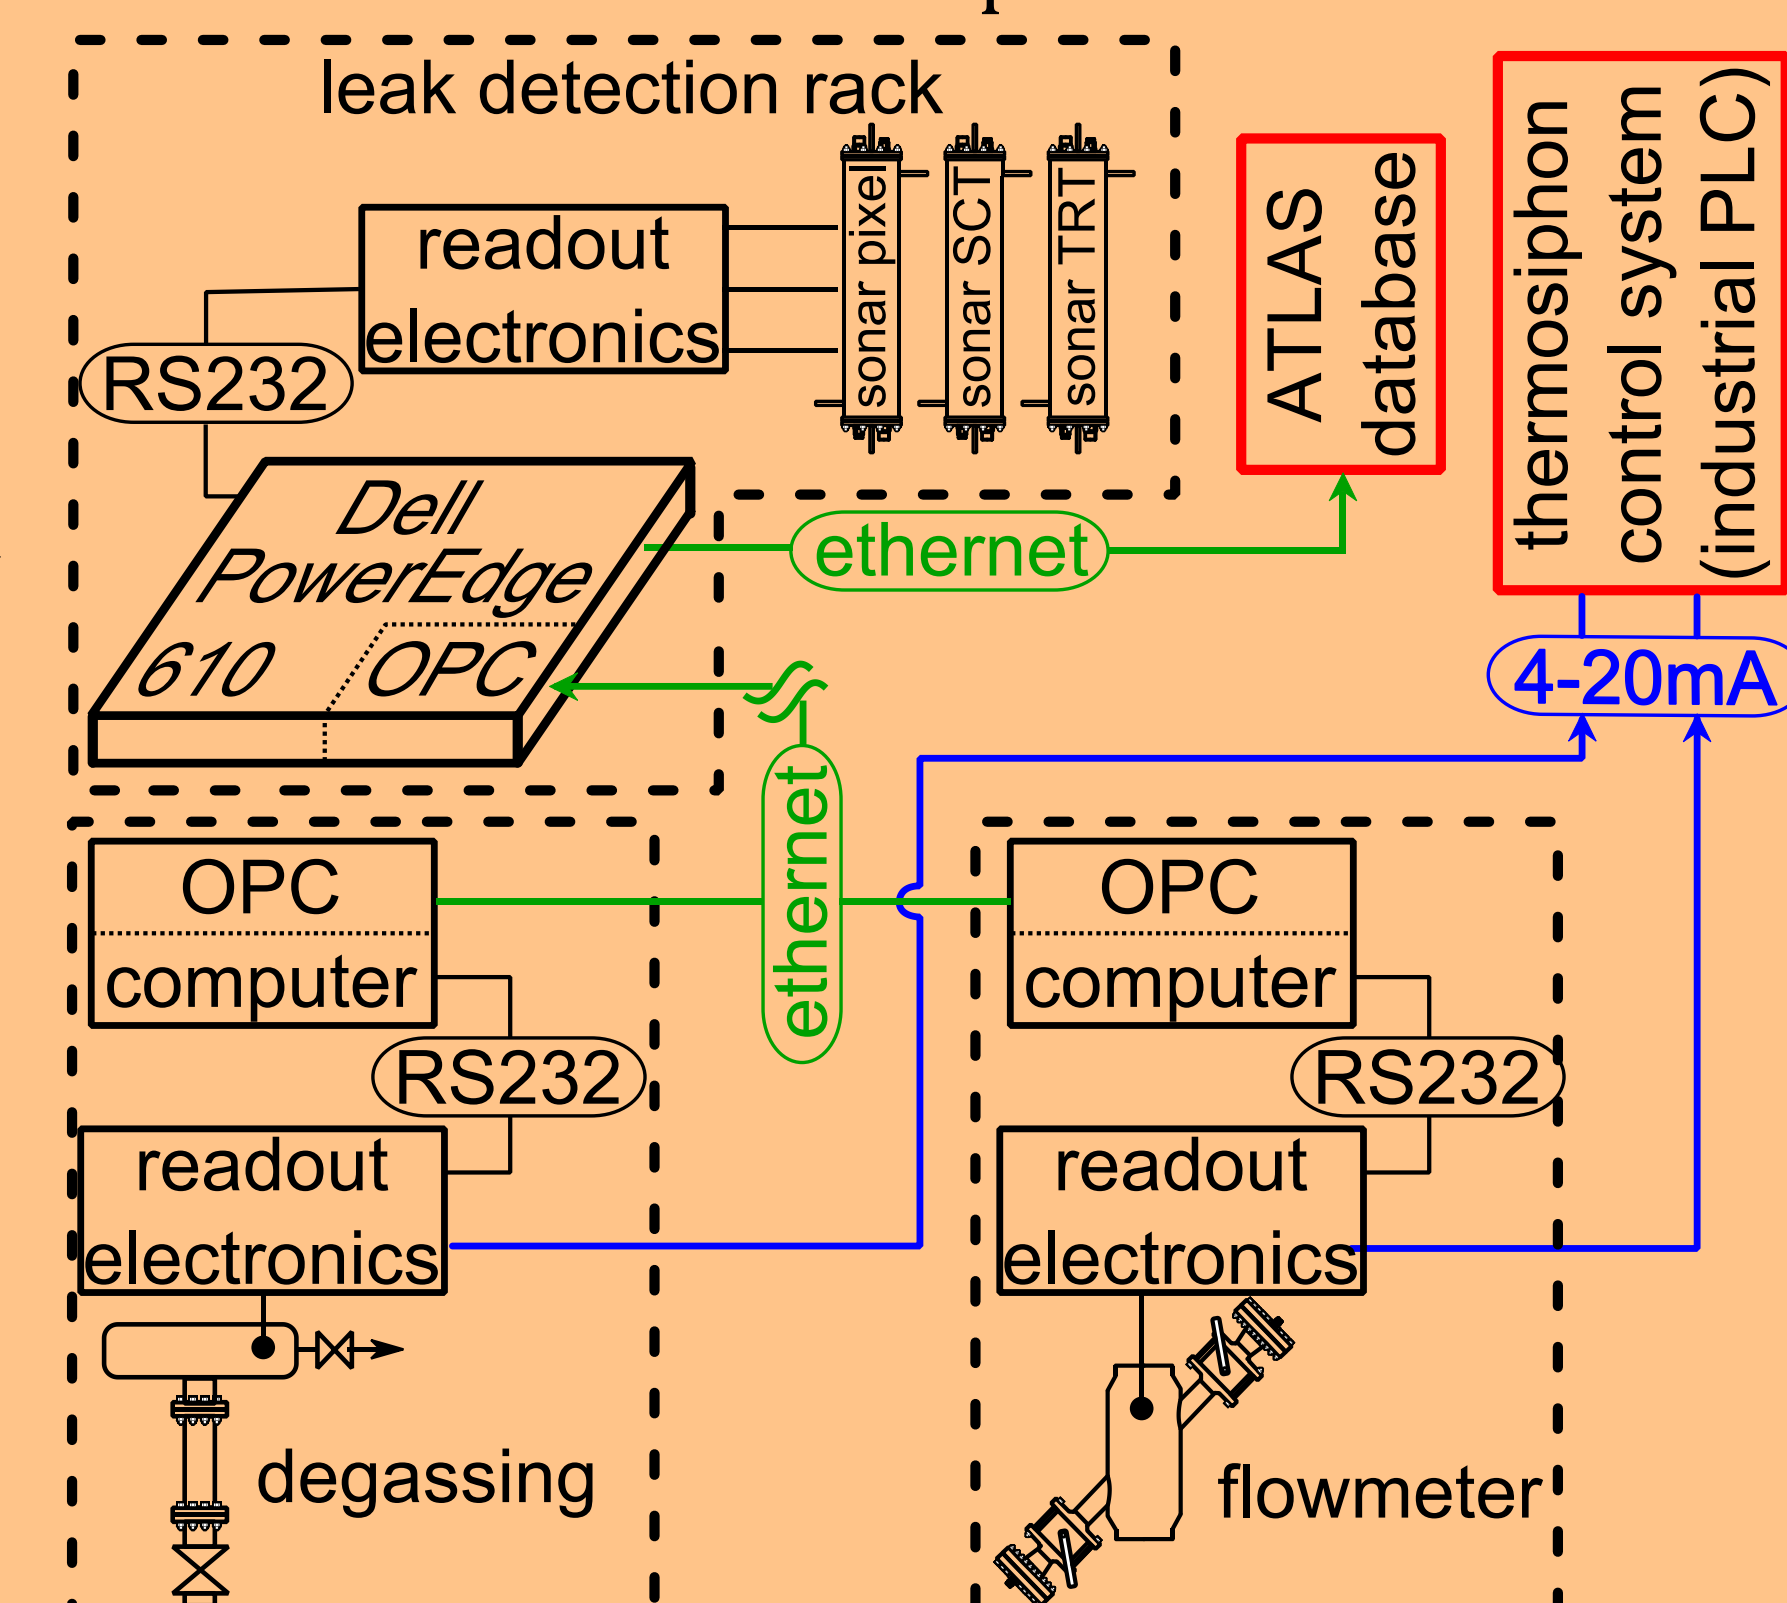 leak detection rack
readout
electronics
sonar pixel
sonar SCT
sonar TRT
RS232
Dell
PowerEdge
610
OPC
ethernet
ATLAS
database
thermosiphon
control system
(industrial PLC)
4-20mA
ethernet
OPC
computer
RS232
readout
electronics
degassing
OPC
computer
RS232
readout
electronics
flowmeter